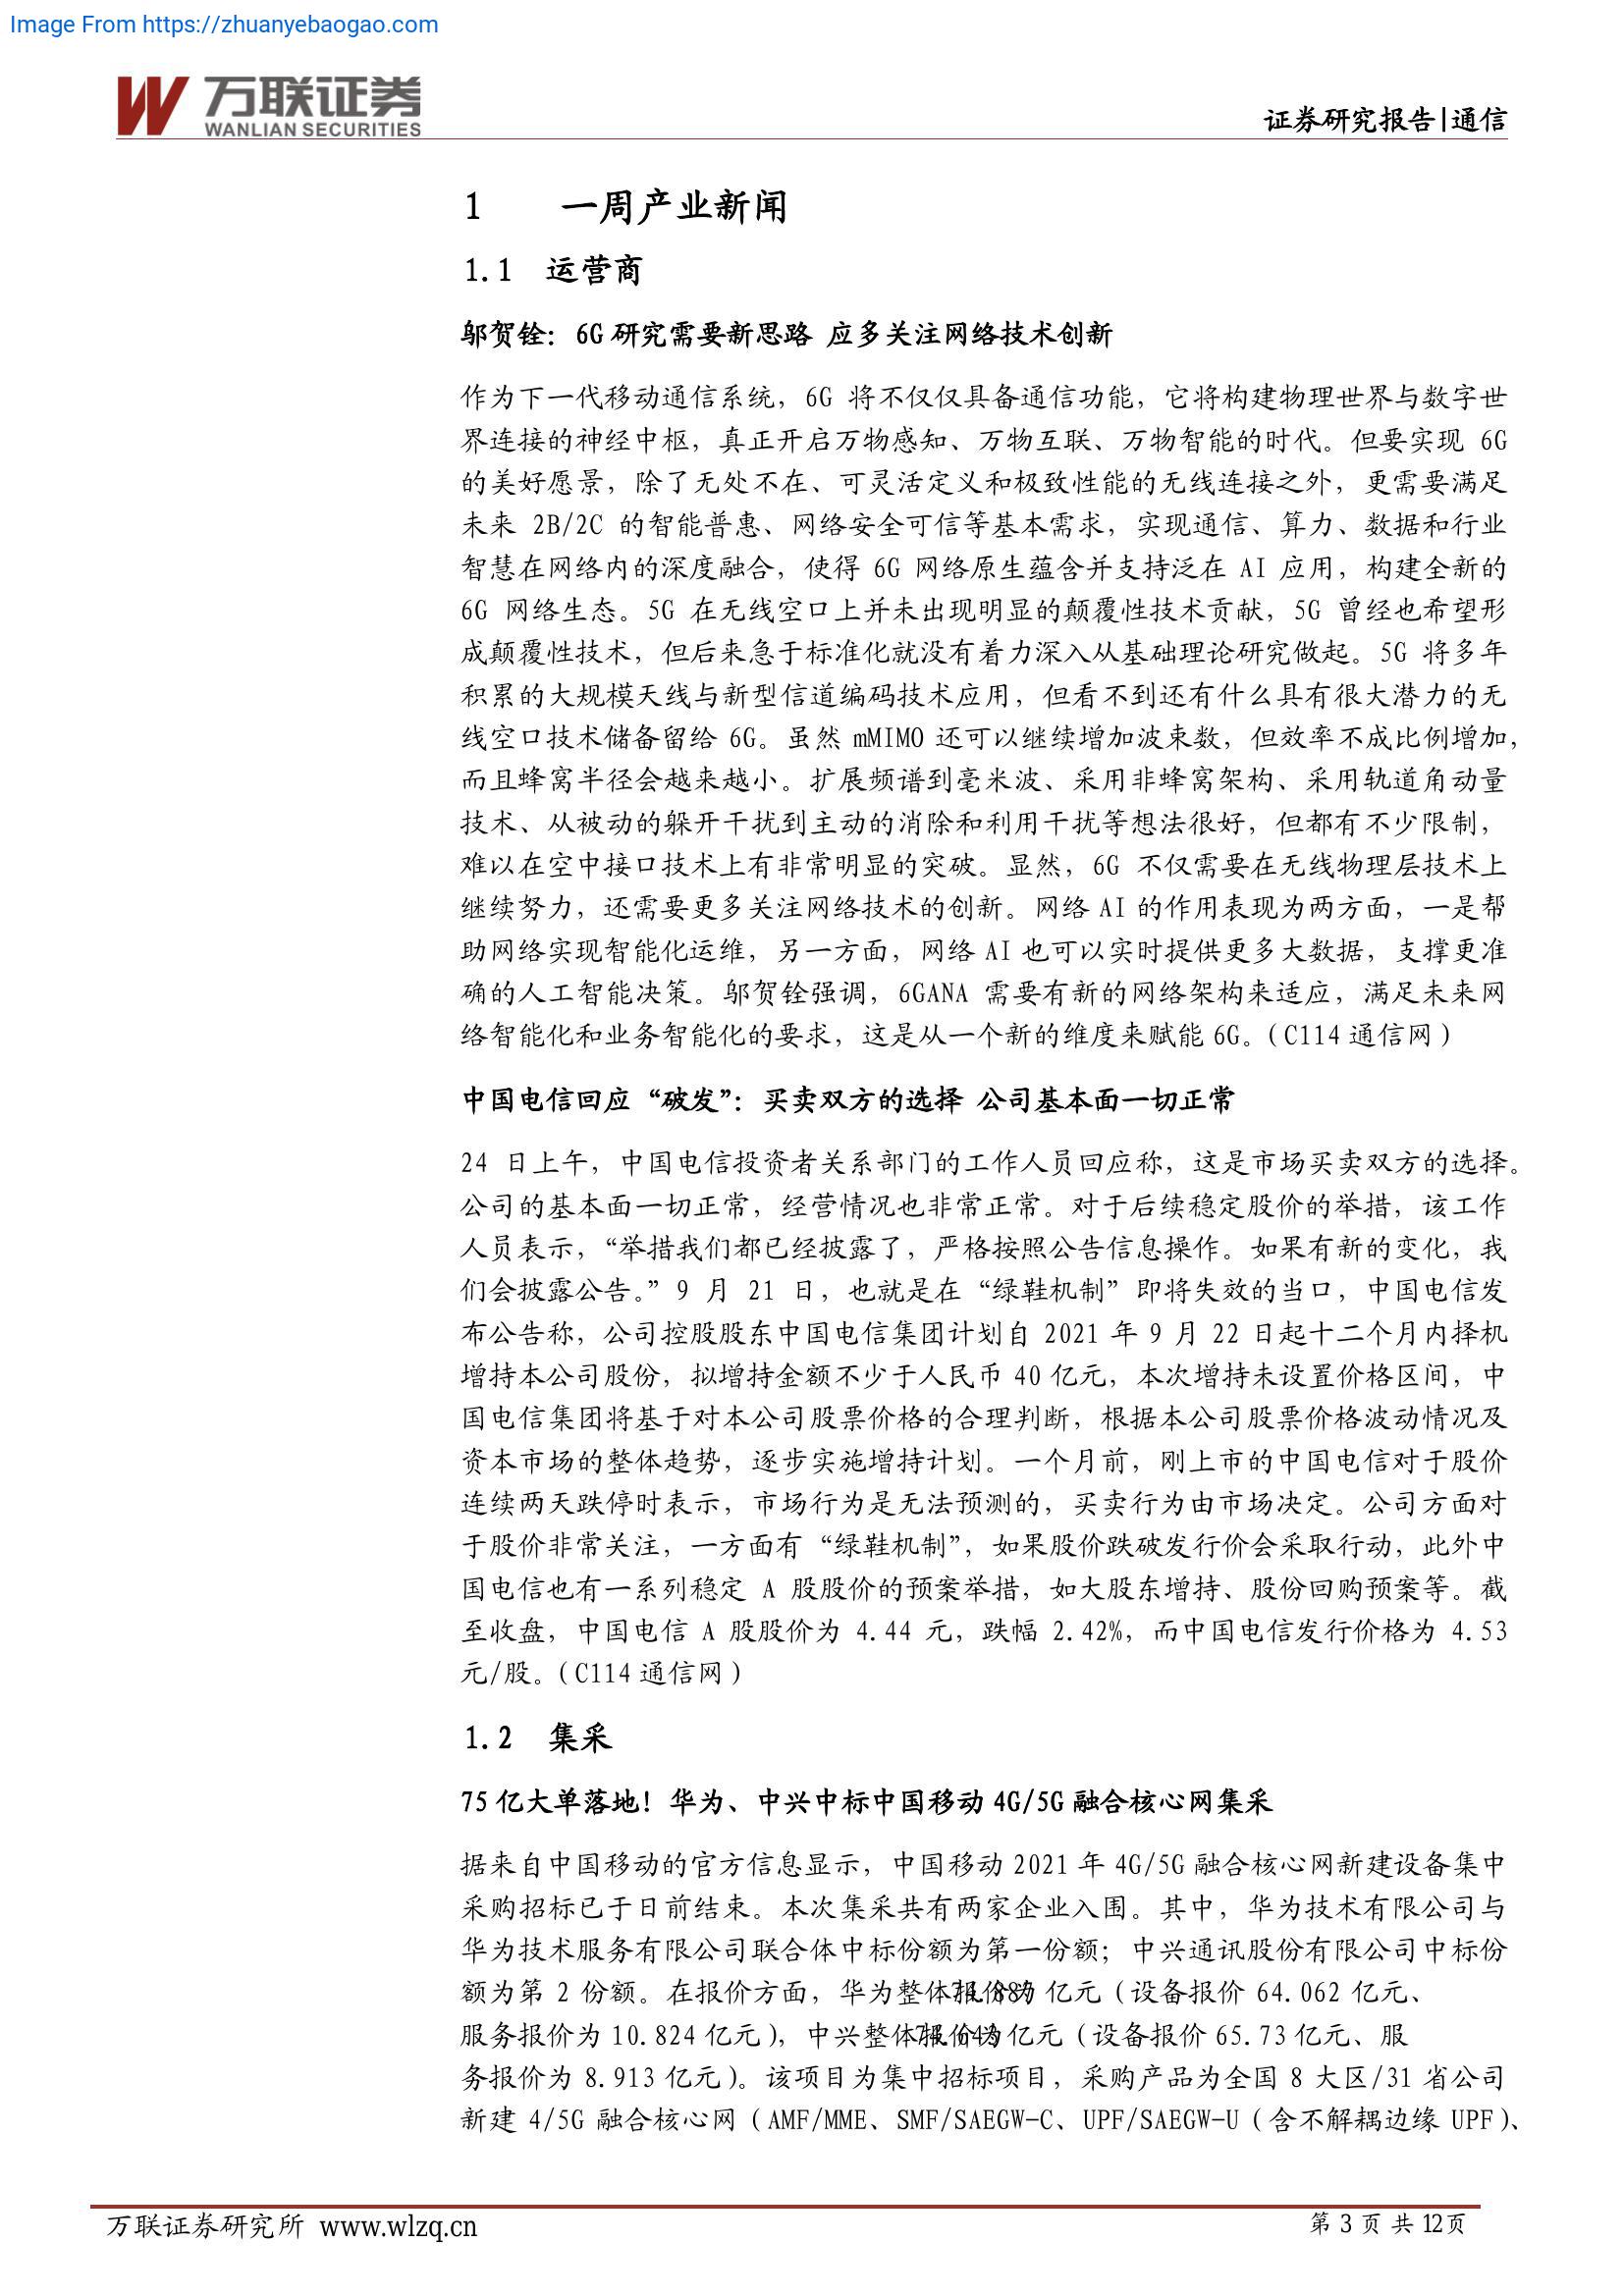 Image From https://zhuanyebaogao.com
万联证券
WANLIAN SECURITIES
证券研究报告|通信
1 一周产业新闻
1.1 运营商
邬贺铨：6G 研究需要新思路 应多关注网络技术创新
作为下一代移动通信系统，6G 将不仅仅具备通信功能，它将构建物理世界与数字世
界连接的神经中枢，真正开启万物感知、万物互联、万物智能的时代。但要实现 6G
的美好愿景，除了无处不在、可灵活定义和极致性能的无线连接之外，更需要满足
未来 2B/2C 的智能普惠、网络安全可信等基本需求，实现通信、算力、数据和行业
智慧在网络内的深度融合，使得 6G 网络原生蕴含并支持泛在 AI 应用，构建全新的
6G 网络生态。5G 在无线空口上并未出现明显的颠覆性技术贡献，5G 曾经也希望形
成颠覆性技术，但后来急于标准化就没有着力深入从基础理论研究做起。5G 将多年
积累的大规模天线与新型信道编码技术应用，但看不到还有什么具有很大潜力的无
线空口技术储备留给 6G。虽然 mMIMO 还可以继续增加波束数，但效率不成比例增加，
而且蜂窝半径会越来越小。扩展频谱到毫米波、采用非蜂窝架构、采用轨道角动量
技术、从被动的躲开干扰到主动的消除和利用干扰等想法很好，但都有不少限制，
难以在空中接口技术上有非常明显的突破。显然，6G 不仅需要在无线物理层技术上
继续努力，还需要更多关注网络技术的创新。网络 AI 的作用表现为两方面，一是帮
助网络实现智能化运维，另一方面，网络 AI 也可以实时提供更多大数据，支撑更准
确的人工智能决策。邬贺铨强调，6GANA 需要有新的网络架构来适应，满足未来网
络智能化和业务智能化的要求，这是从一个新的维度来赋能 6G。（C114 通信网）
中国电信回应“破发”：买卖双方的选择 公司基本面一切正常
24 日上午，中国电信投资者关系部门的工作人员回应称，这是市场买卖双方的选择。
公司的基本面一切正常，经营情况也非常正常。对于后续稳定股价的举措，该工作
人员表示，“举措我们都已经披露了，严格按照公告信息操作。如果有新的变化，我
们会披露公告。”9 月 21 日，也就是在“绿鞋机制”即将失效的当口，中国电信发
布公告称，公司控股股东中国电信集团计划自 2021 年 9 月 22 日起十二个月内择机
增持本公司股份，拟增持金额不少于人民币 40 亿元，本次增持未设置价格区间，中
国电信集团将基于对本公司股票价格的合理判断，根据本公司股票价格波动情况及
资本市场的整体趋势，逐步实施增持计划。一个月前，刚上市的中国电信对于股价
连续两天跌停时表示，市场行为是无法预测的，买卖行为由市场决定。公司方面对
于股价非常关注，一方面有“绿鞋机制”，如果股价跌破发行价会采取行动，此外中
国电信也有一系列稳定 A 股股价的预案举措，如大股东增持、股份回购预案等。截
至收盘，中国电信 A 股股价为 4.44 元，跌幅 2.42%，而中国电信发行价格为 4.53
元/股。（C114 通信网）
1.2 集采
75 亿大单落地！华为、中兴中标中国移动 4G/5G 融合核心网集采
据来自中国移动的官方信息显示，中国移动 2021 年 4G/5G 融合核心网新建设备集中
采购招标已于日前结束。本次集采共有两家企业入围。其中，华为技术有限公司与
华为技术服务有限公司联合体中标份额为第一份额；中兴通讯股份有限公司中标份
额为第 2 份额。在报价方面，华为整体报价为 亿元（设备报价 64.062 亿元、
服务报价为 10.824 亿元），中兴整体报价为 亿元（设备报价 65.73 亿元、服
务报价为 8.913 亿元）。该项目为集中招标项目，采购产品为全国 8 大区/31 省公司
新建 4/5G 融合核心网（AMF/MME、SMF/SAEGW-C、UPF/SAEGW-U（含不解耦边缘 UPF）、
万联证券研究所 www.wlzq.cn
第 3 页 共 12页